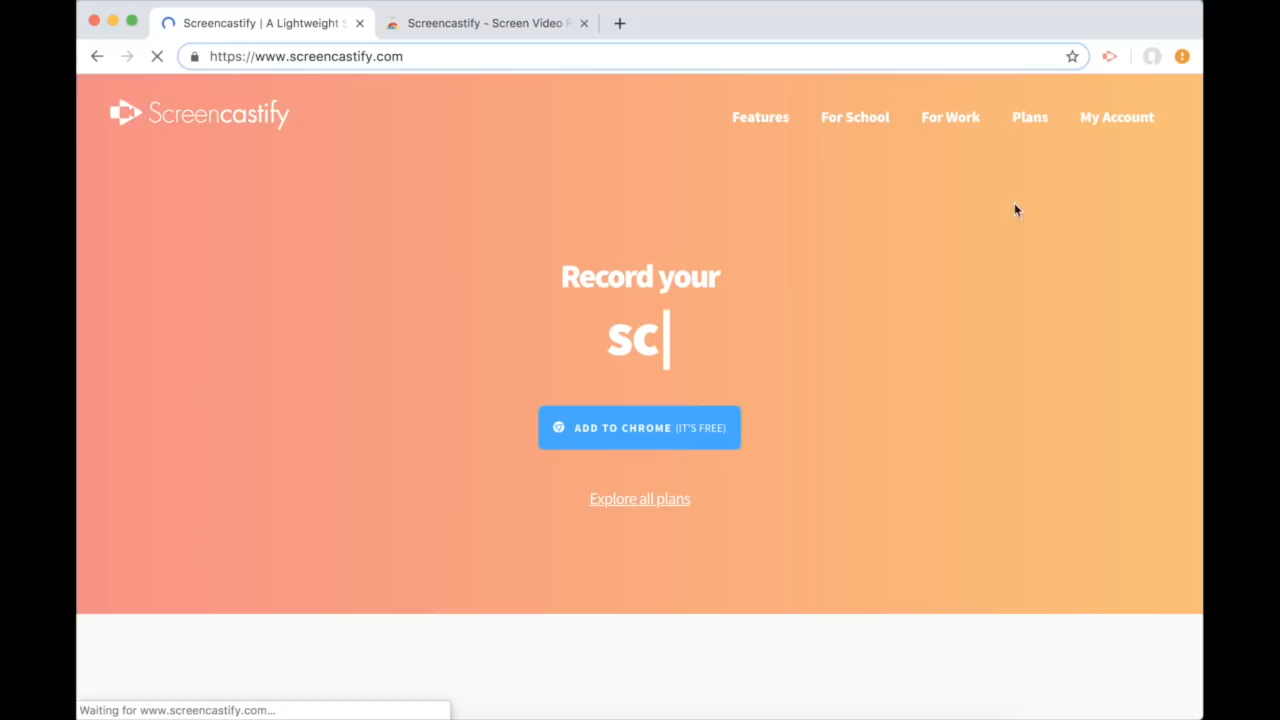 Screencastify | A Lightweight S
Screencastify - Screen Video R
https://www.screencastify.com
Screencastify
Features
For School
For Work
Plans
My Account
Record your
sc
ADD TO CHROME (IT'S FREE)
Explore all plans
Waiting for www.screencastify.com...